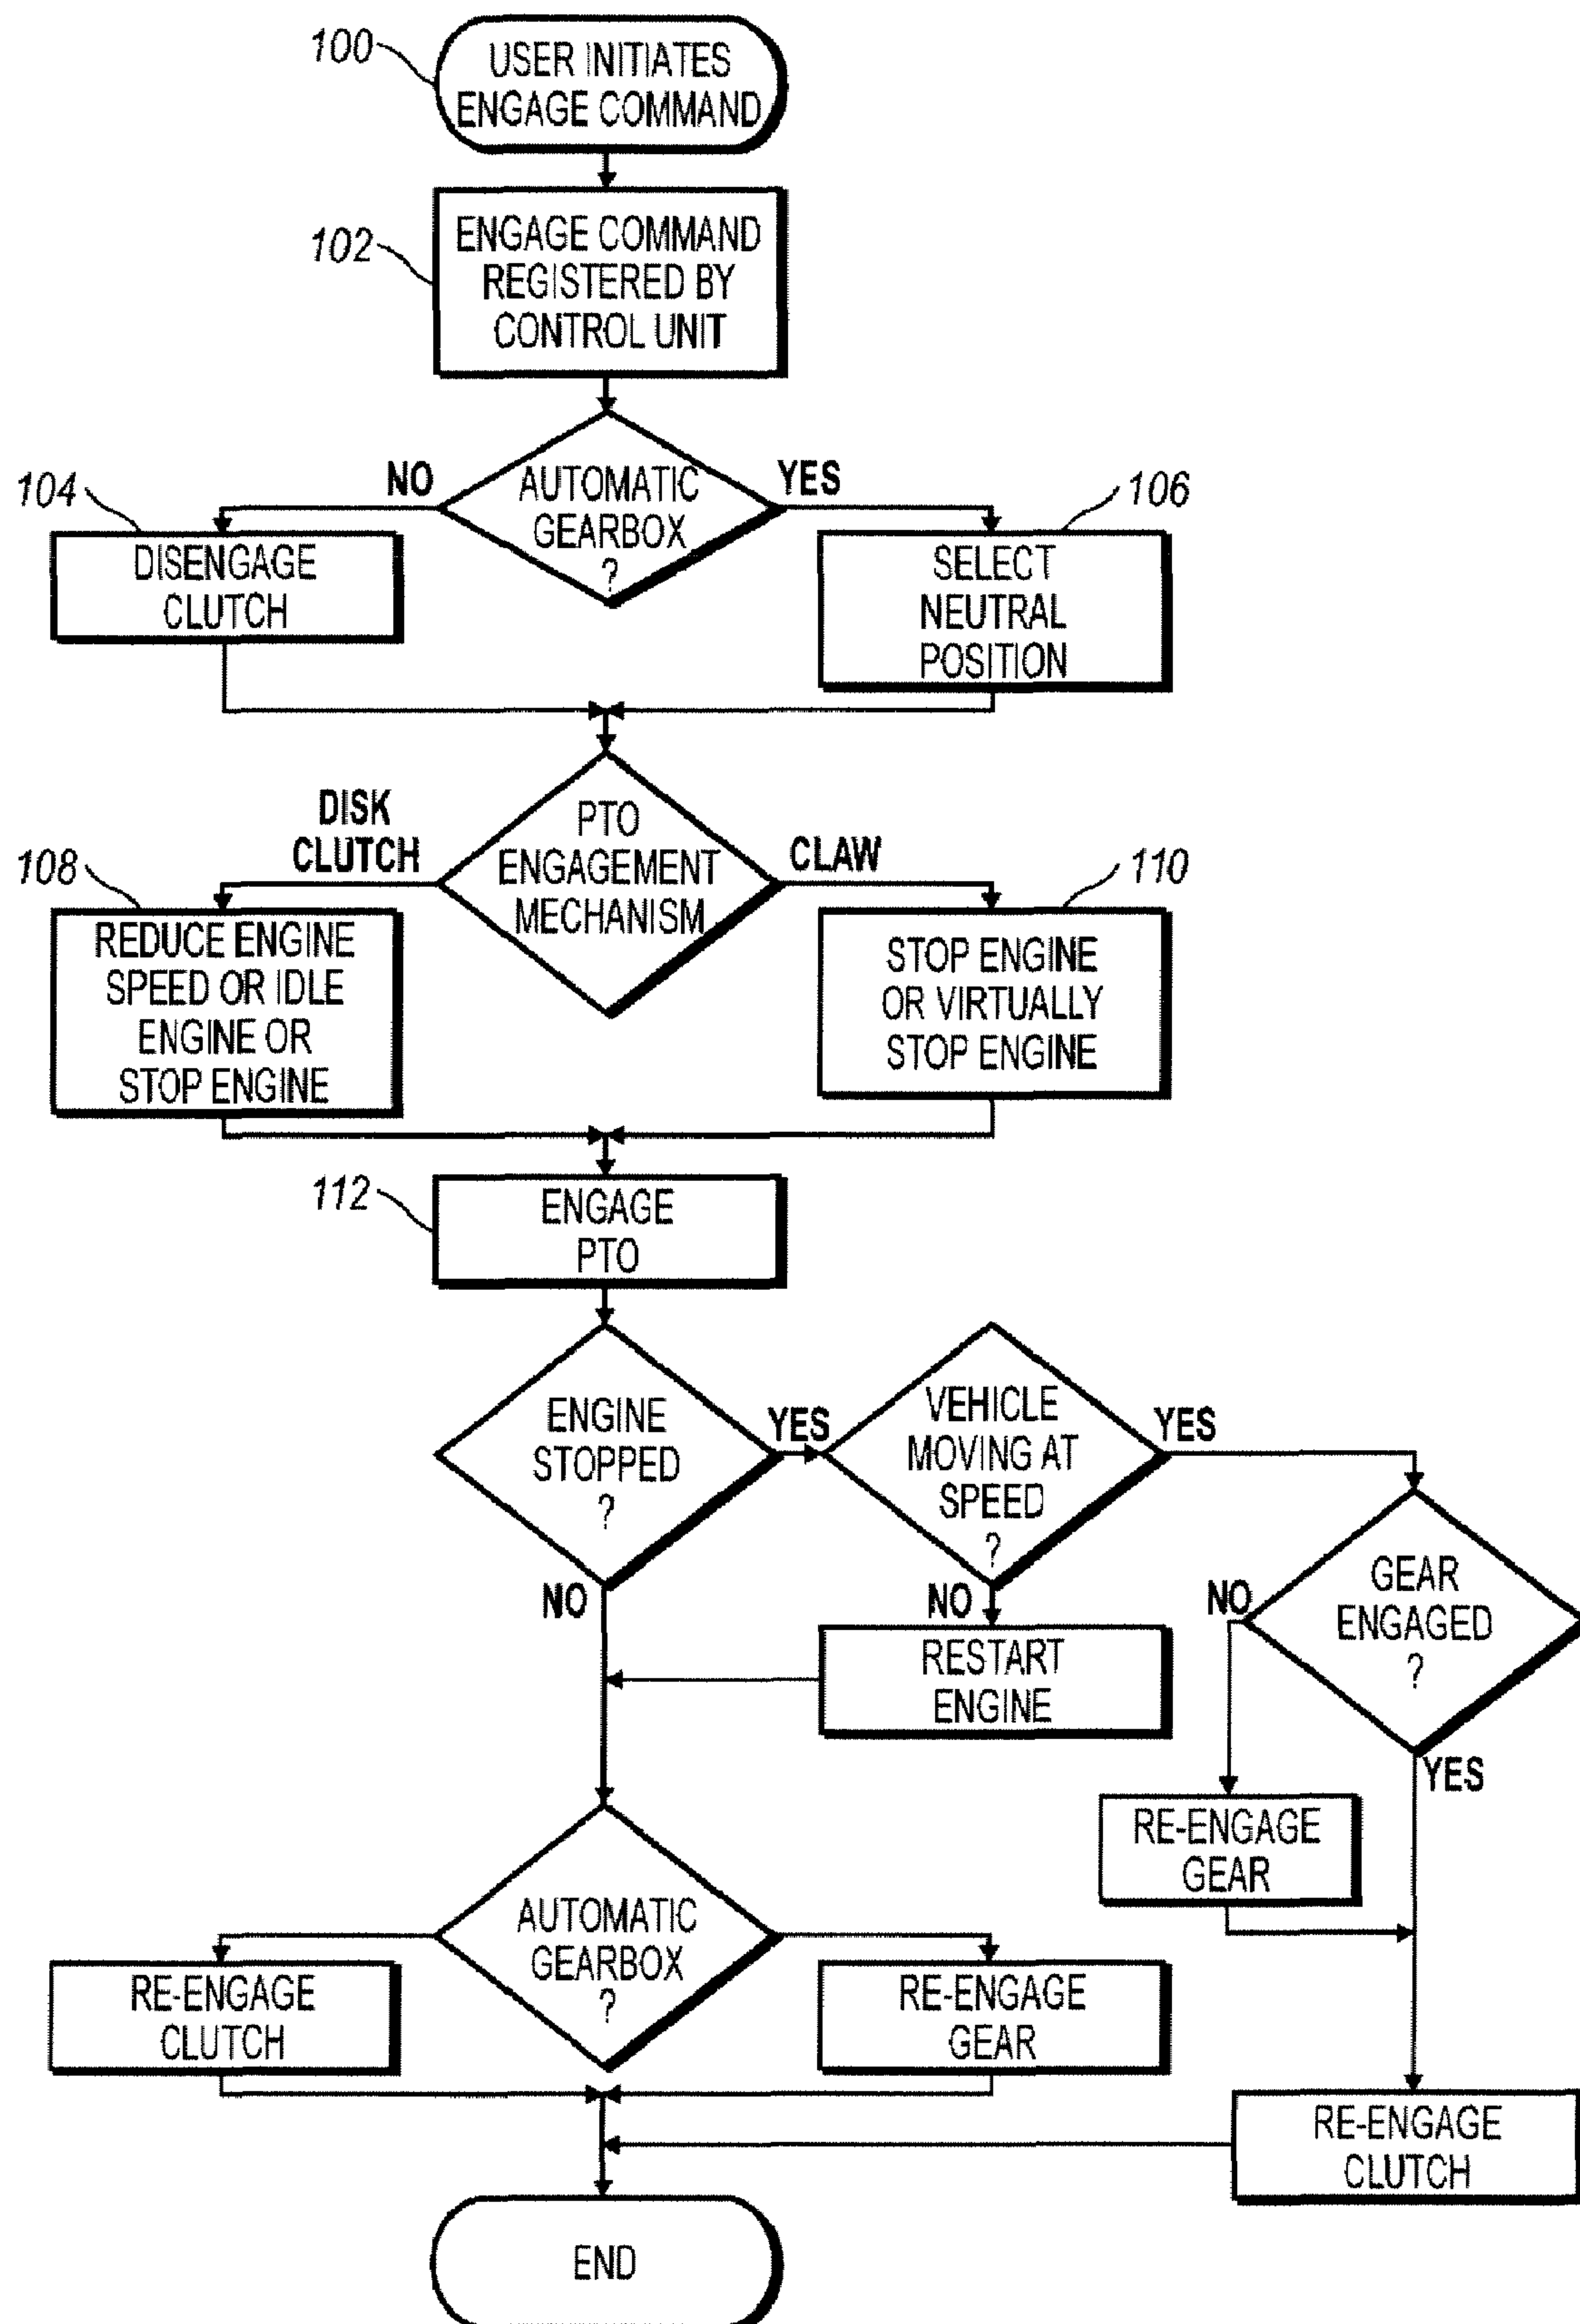 100
USER INITIATES
ENGAGE COMMAND
102
ENGAGE COMMAND
REGISTERED BY
CONTROL UNIT
NO
AUTOMATIC
GEARBOX
?
YES
104
DISENGAGE
CLUTCH
106
SELECT
NEUTRAL
POSITION
DISK
CLUTCH
PTO
ENGAGEMENT
MECHANISM
CLAW
108
REDUCE ENGINE
SPEED OR IDLE
ENGINE OR
STOP ENGINE
110
STOP ENGINE
OR VIRTUALLY
STOP ENGINE
112
ENGAGE
PTO
ENGINE
STOPPED
?
YES
NO
VEHICLE
MOVING AT
SPEED
?
YES
NO
RESTART
ENGINE
GEAR
ENGAGED
?
NO
YES
RE-ENGAGE
GEAR
AUTOMATIC
GEARBOX
?
RE-ENGAGE
CLUTCH
RE-ENGAGE
GEAR
RE-ENGAGE
CLUTCH
END